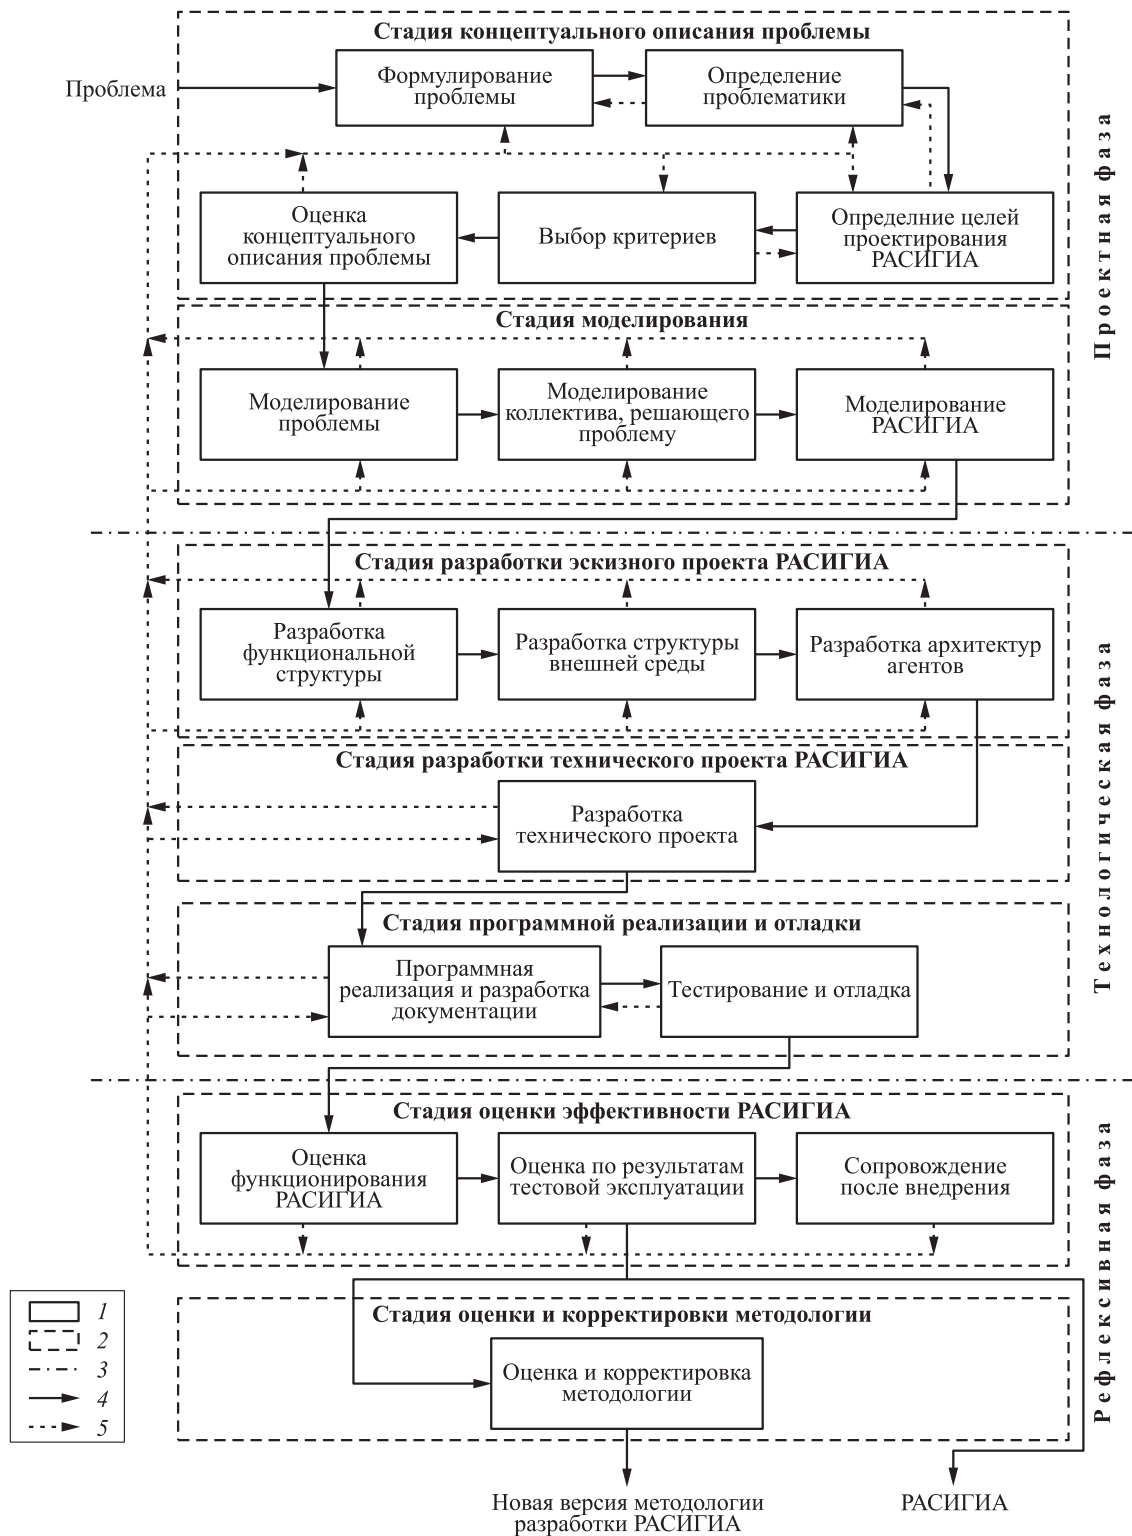 Стадия концептуального описания проблемы
Проблема
Формулирование
проблемы
Определение
проблематики
Оценка
концептуального
описания проблемы
Выбор критериев
Определние целей
проектирования
РАСИГИА
Проектная фаза
Стадия моделирования
Моделирование
проблемы
Моделирование
коллектива, решающего
проблему
Моделирование
РАСИГИА
Стадия разработки эскизного проекта РАСИГИА
Разработка
функциональной
структуры
Разработка структуры
внешней среды
Разработка архитектур
агентов
Технологическая фаза
Стадия разработки технического проекта РАСИГИА
Разработка
технического проекта
Стадия программной реализации и отладки
Программная
реализация и разработка
документации
Тестирование и отладка
Стадия оценки эффективности РАСИГИА
Оценка
функционирования
РАСИГИА
Оценка по результатам
тестовой эксплуатации
Сопровождение
после внедрения
Рефлексивная фаза
Стадия оценки и корректировки методологии
Оценка и корректировка
методологии
1
2
3
4
5
Новая версия методологии
разработки РАСИГИА
РАСИГИА